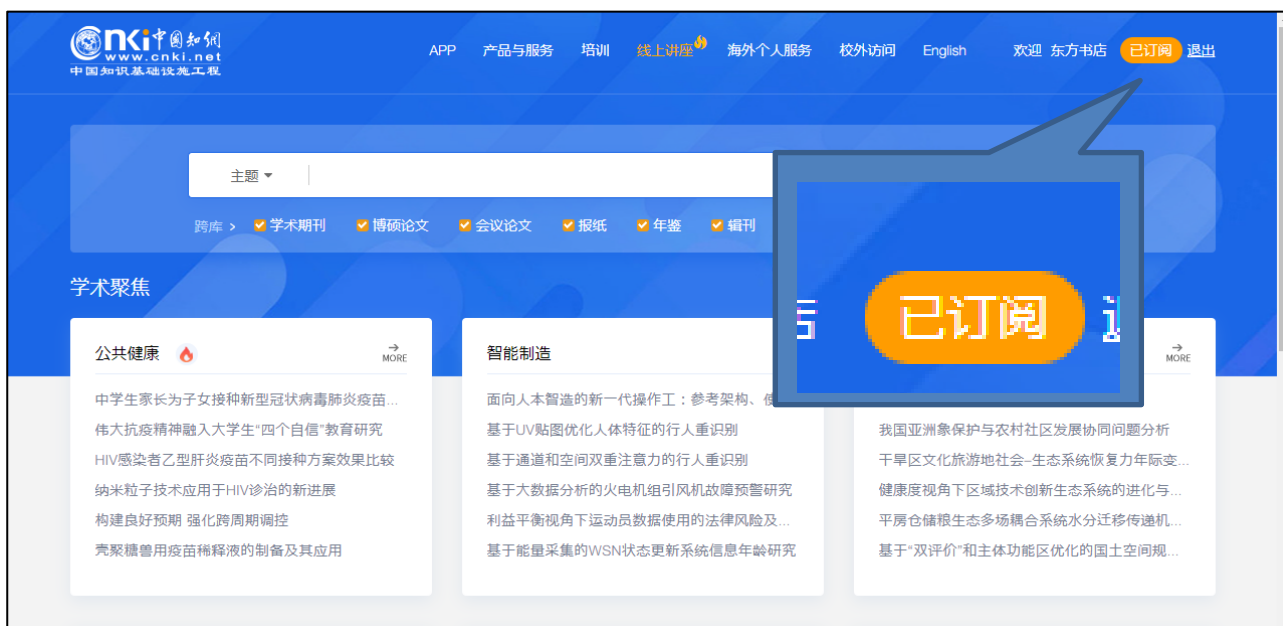 cnki中国知网
www.cnki.net
中国知识基础设施工程
APP 产品与服务 培训 线上讲座 海外个人服务 校外访问 English 欢迎 东方书店 已订阅 退出
主题
跨库 > 学术期刊 博硕论文 会议论文 报纸 年鉴 辑刊
已订阅
学术聚焦
公共健康
MORE
中学生家长为子女接种新型冠状病毒肺炎疫苗...
伟大抗疫精神融入大学生“四个自信”教育研究
HIV感染者乙型肝炎疫苗不同接种方案效果比较
纳米粒子技术应用于HIV诊治的新进展
构建良好预期 强化跨周期调控
壳聚糖兽用疫苗稀释液的制备及其应用
智能制造
面向人本智造的新一代操作工：参考架构、使
基于UV贴图优化人体特征的行人重识别
基于通道和空间双重注意力的行人重识别
基于大数据分析的火电机组引风机故障预警研究
利益平衡视角下运动员数据使用的法律风险及...
基于能量采集的WSN状态更新系统信息年龄研究
MORE
我国亚洲象保护与农村社区发展协同问题分析
干旱区文化旅游地社会–生态系统恢复力年际变...
健康度视角下区域技术创新生态系统的进化与...
平房仓储粮生态多场耦合系统水分迁移传递机...
基于“双评价”和主体功能区优化的国土空间规...